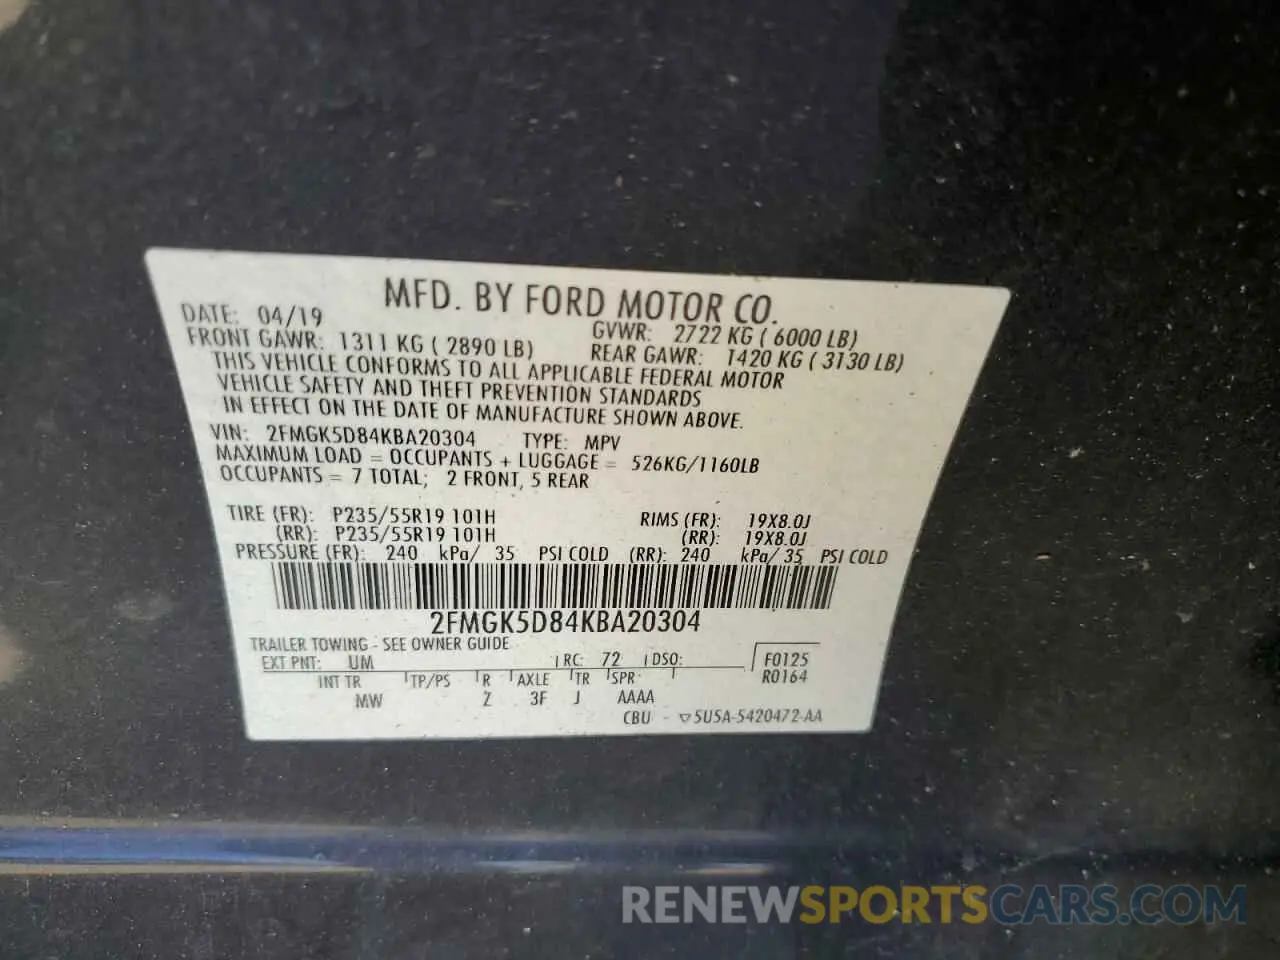 MFD. BY FORD MOTOR CO.
DATE: 04/19 GVWR: 2722 KG ( 6000 LB)
FRONT GAWR: 1311 KG ( 2890 LB) REAR GAWR: 1420 KG ( 3130 LB)
THIS VEHICLE CONFORMS TO ALL APPLICABLE FEDERAL MOTOR
VEHICLE SAFETY AND THEFT PREVENTION STANDARDS
IN EFFECT ON THE DATE OF MANUFACTURE SHOWN ABOVE.
VIN: 2FMGK5D84KBA20304 TYPE: MPV
MAXIMUM LOAD = OCCUPANTS + LUGGAGE = 526KG/1160LB
OCCUPANTS = 7 TOTAL; 2 FRONT, 5 REAR
TIRE (FR): P235/55R19 101H RIMS (FR): 19X8.0J
(RR): P235/55R19 101H (RR): 19X8.0J
PRESSURE (FR): 240 kPa/ 35 PSI COLD (RR): 240 kPa/ 35 PSI COLD
2FMGK5D84KBA20304
TRAILER TOWING - SEE OWNER GUIDE
EXT PNT: UM RC: 72 DSO: F0125
R0164
INT TR TP/PS R AXLE TR SPR
MW Z 3F J AAAA
CBU - ▽5U5A-5420472-AA
RENEWSPORTSCARS.COM